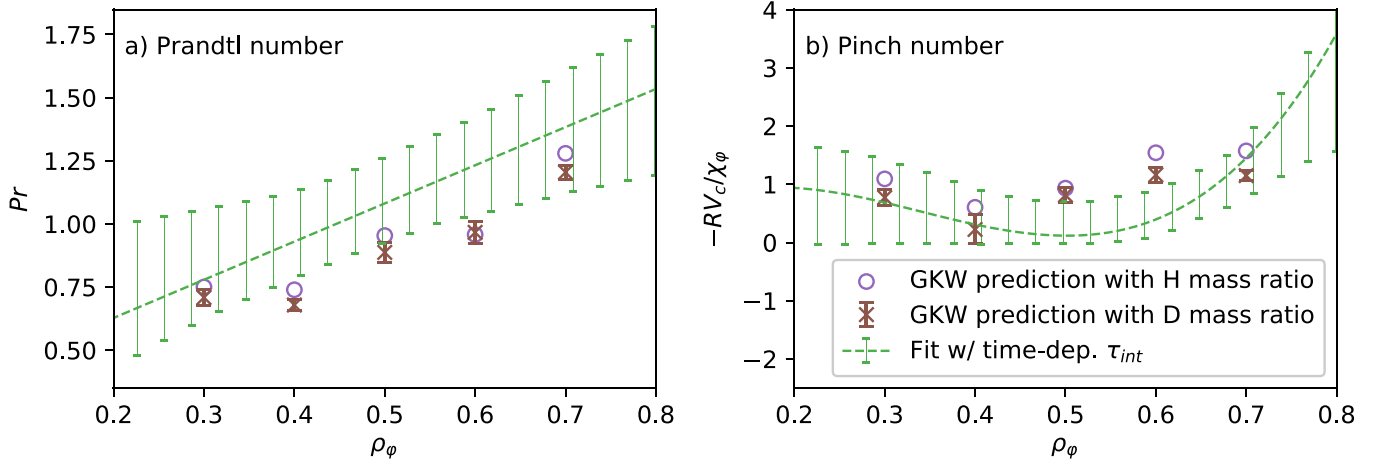 a) Prandtl number
Pr
1.75
1.50
1.25
1.00
0.75
0.50
0.2 0.3 0.4 0.5 0.6 0.7 0.8
ρφ
b) Pinch number
−RVc/χφ
4
3
2
1
0
−1
−2
GKW prediction with H mass ratio
GKW prediction with D mass ratio
Fit w/ time-dep. τint
0.2 0.3 0.4 0.5 0.6 0.7 0.8
ρφ